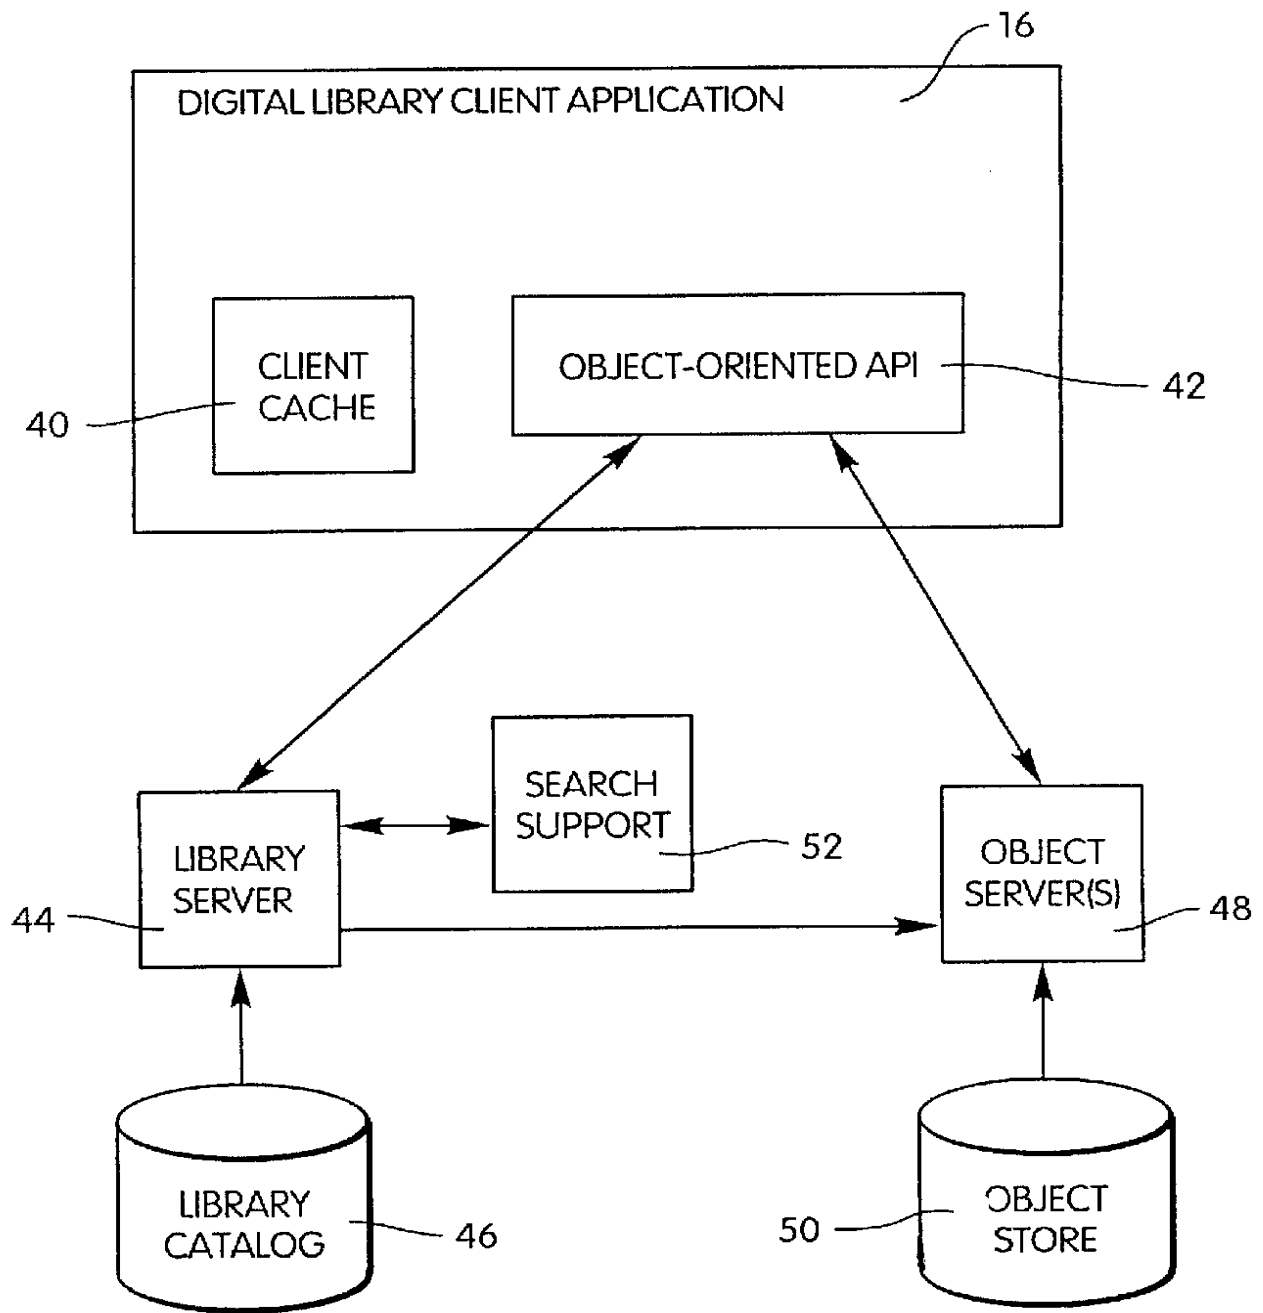 16
DIGITAL LIBRARY CLIENT APPLICATION
CLIENT
CACHE
40
OBJECT-ORIENTED API
42
SEARCH
SUPPORT
52
LIBRARY
SERVER
44
OBJECT
SERVER(S)
48
LIBRARY
CATALOG
46
OBJECT
STORE
50